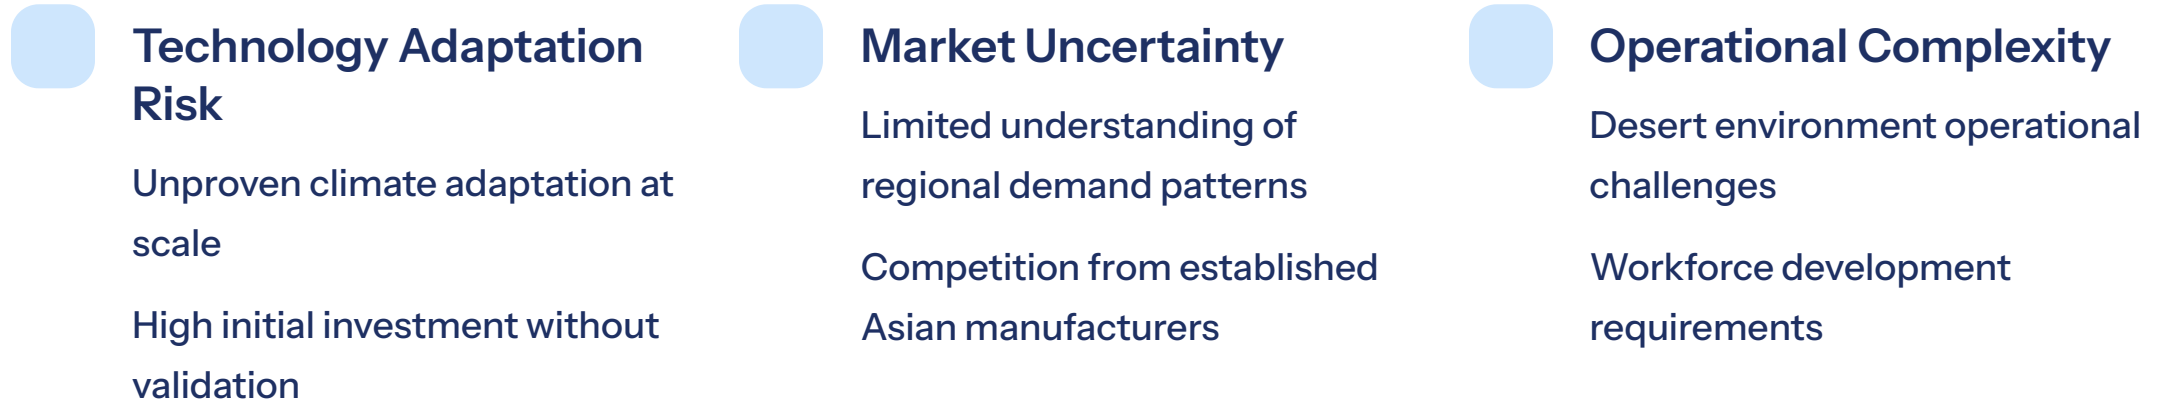 Technology Adaptation
Risk
Unproven climate adaptation at
scale
High initial investment without
validation
Market Uncertainty
Limited understanding of
regional demand patterns
Competition from established
Asian manufacturers
Operational Complexity
Desert environment operational
challenges
Workforce development
requirements